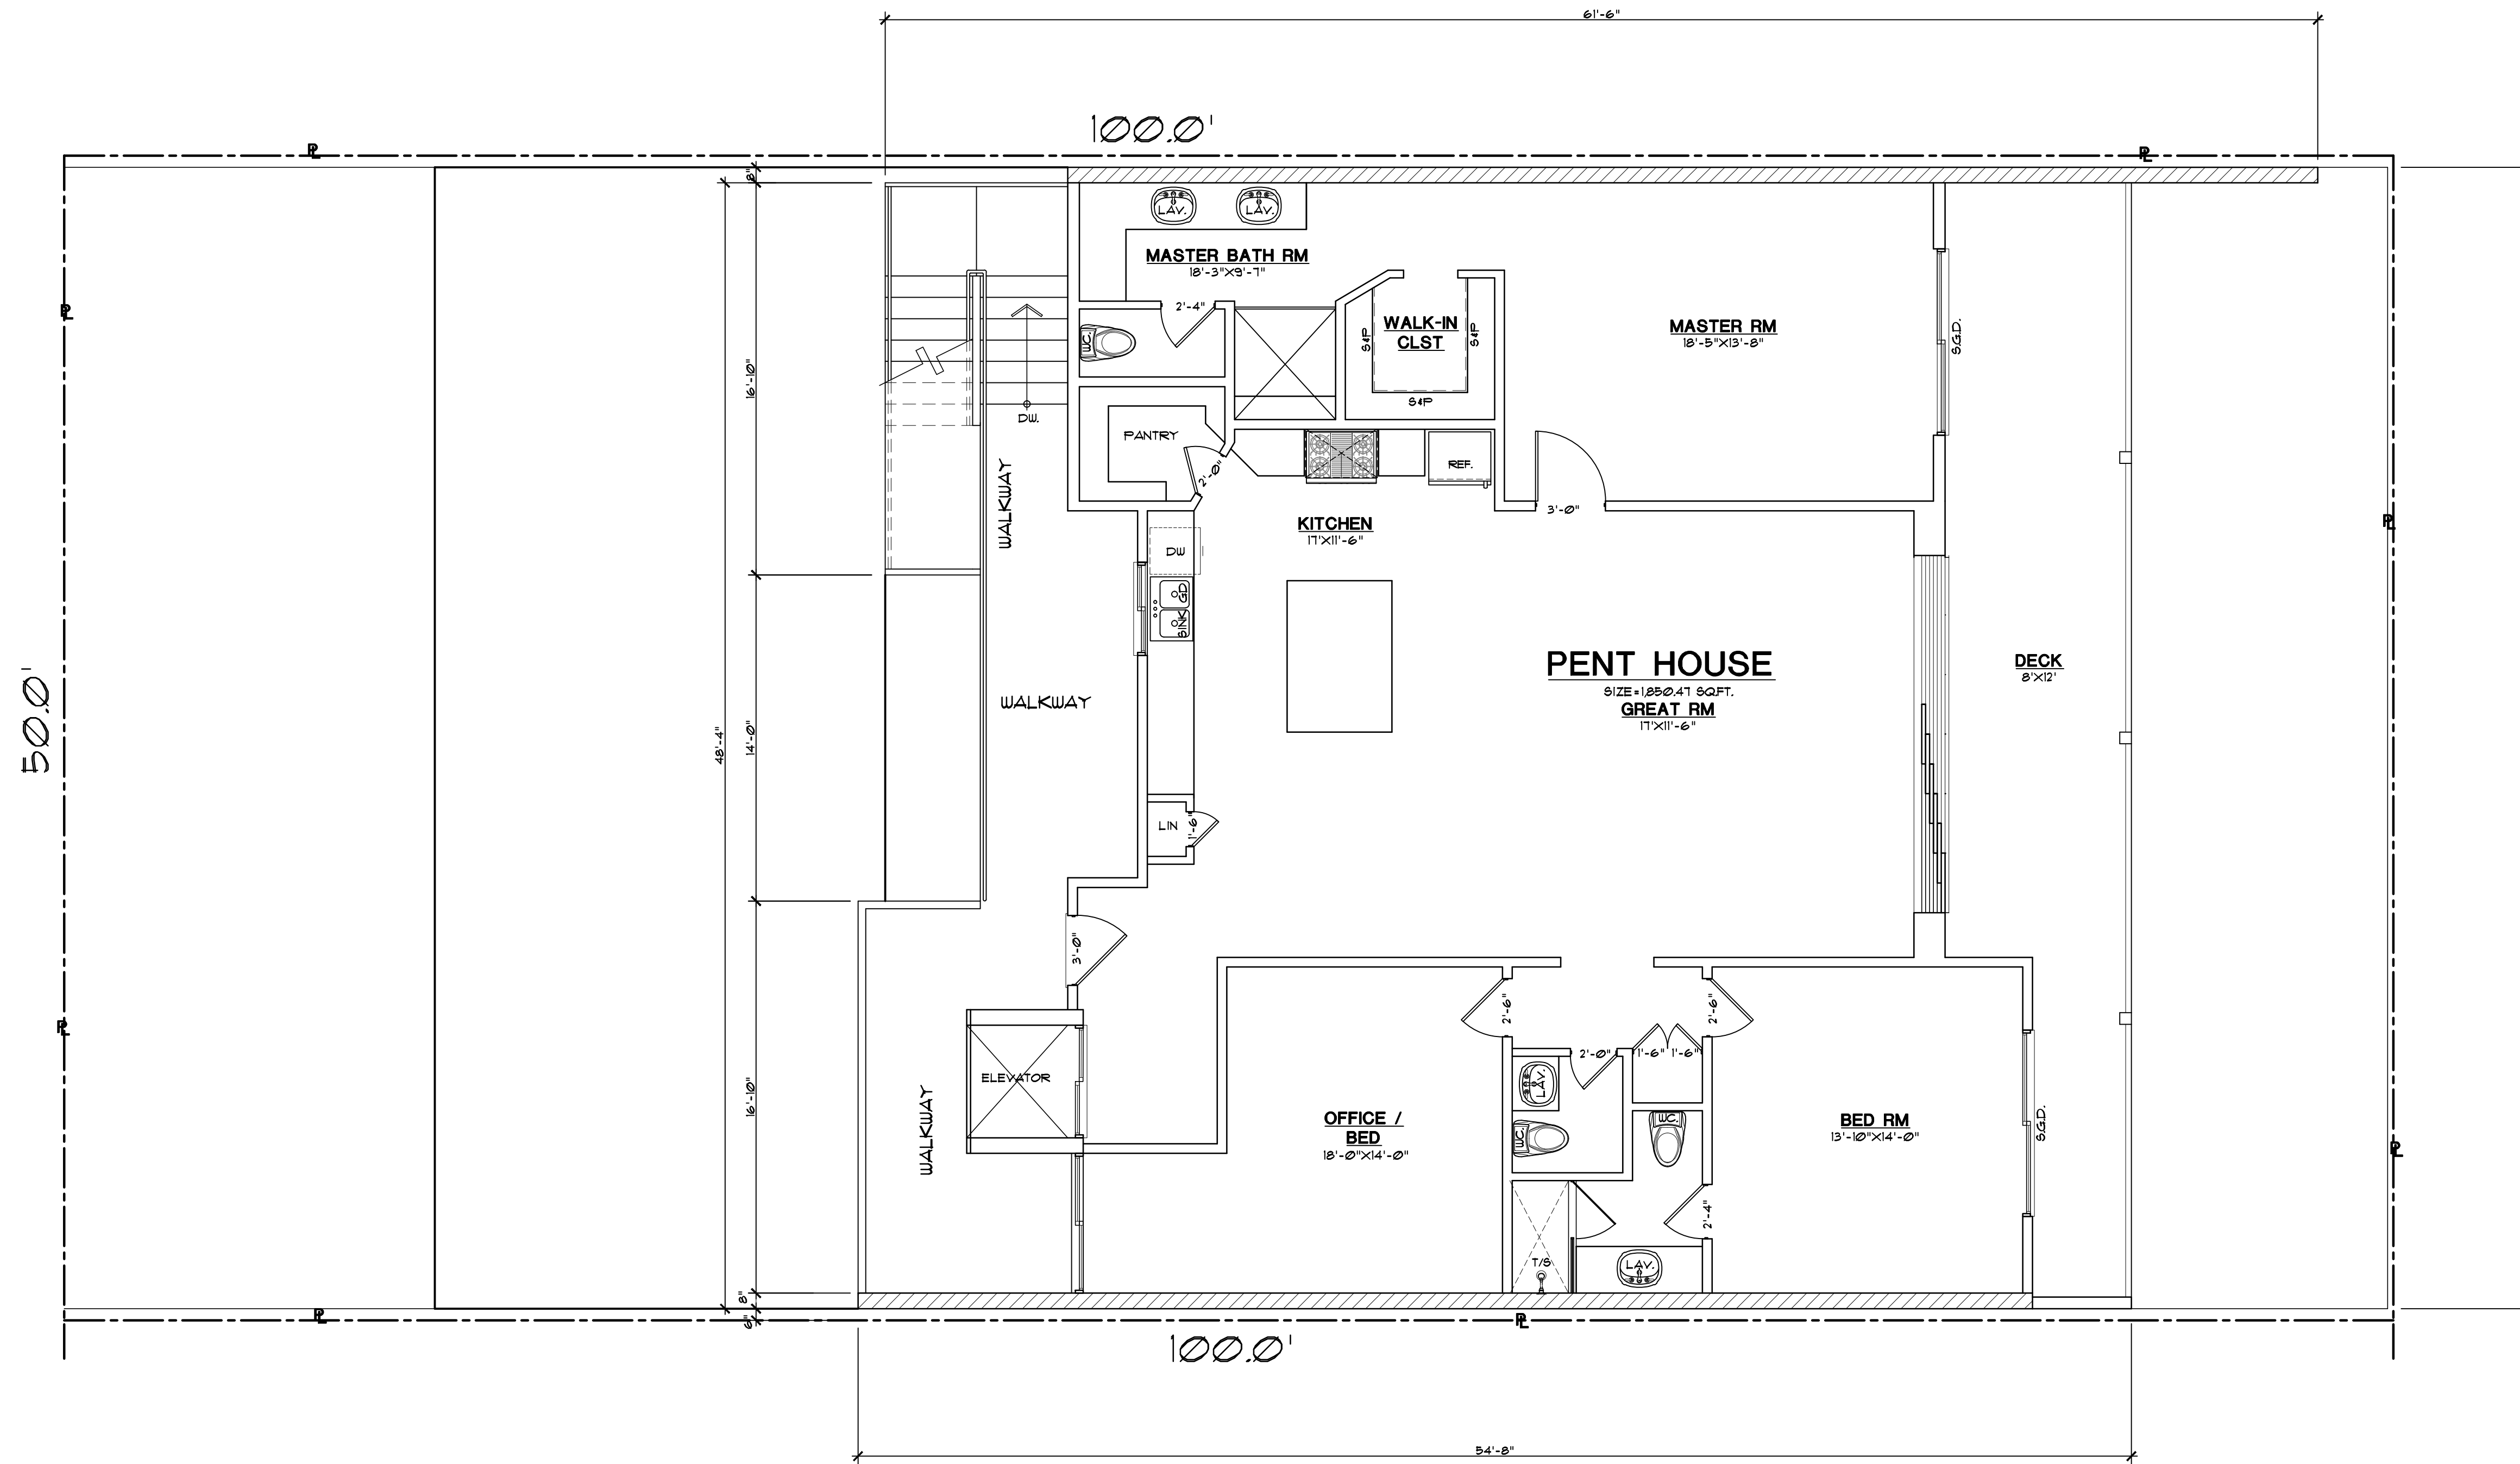 61'-6"
100.0'
PL
PL
8"
LAV.
LAV.
MASTER BATH RM
18'-3"X9'-7"
2'-4"
WC.
WALK-IN
CLST
S&P
S&P
S&P
MASTER RM
18'-5"X13'-8"
S.G.D.
PL
16'-10"
DW.
PANTRY
2'-0"
REF.
WALKWAY
3'-0"
KITCHEN
17'X11'-6"
DW
PL
SINK GD
PENT HOUSE
SIZE=1,850.47 SQ.FT.
GREAT RM
17'X11'-6"
DECK
8'X12'
50.0'
48'-4"
14'-0"
WALKWAY
LIN
1'-6"
3'-0"
2'-6"
2'-6"
PL
2'-0"
1'-6"
1'-6"
ELEVATOR
LAV.
16'-10"
WALKWAY
OFFICE /
BED
18'-0"X14'-0"
WC.
WC.
BED RM
13'-10"X14'-0"
S.G.D.
PL
2'-4"
T/S
LAV.
8"
6"
PL
PL
100.0'
54'-8"